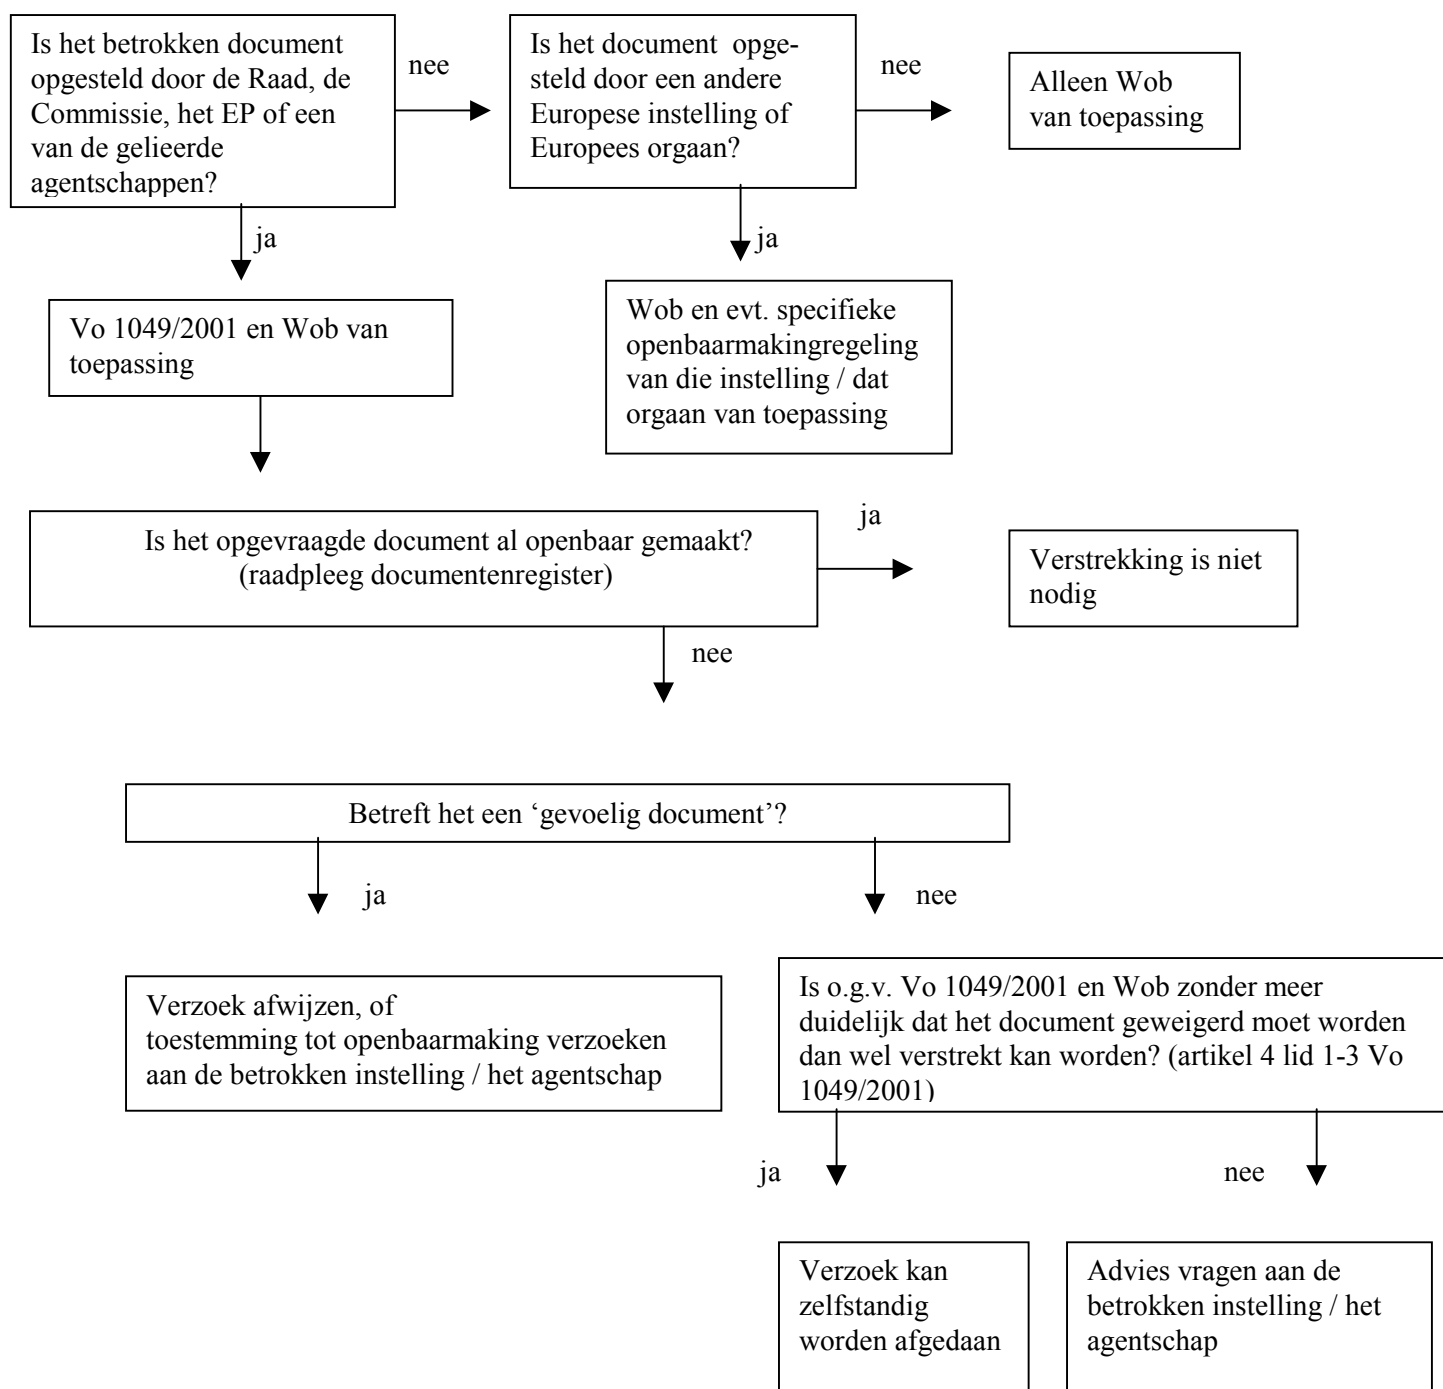 Is het betrokken document
opgesteld door de Raad, de
Commissie, het EP of een
van de gelieerde
agentschappen?
nee
Is het document opge-
steld door een andere
Europese instelling of
Europees orgaan?
nee
Alleen Wob
van toepassing
ja
ja
Vo 1049/2001 en Wob van
toepassing
Wob en evt. specifieke
openbaarmakingregeling
van die instelling / dat
orgaan van toepassing
Is het opgevraagde document al openbaar gemaakt?
(raadpleeg documentenregister)
ja
Verstrekking is niet
nodig
nee
Betreft het een ‘gevoelig document’?
ja
nee
Verzoek afwijzen, of
toestemming tot openbaarmaking verzoeken
aan de betrokken instelling / het agentschap
Is o.g.v. Vo 1049/2001 en Wob zonder meer
duidelijk dat het document geweigerd moet worden
dan wel verstrekt kan worden? (artikel 4 lid 1-3 Vo
1049/2001)
ja
nee
Verzoek kan
zelfstandig
worden afgedaan
Advies vragen aan de
betrokken instelling / het
agentschap